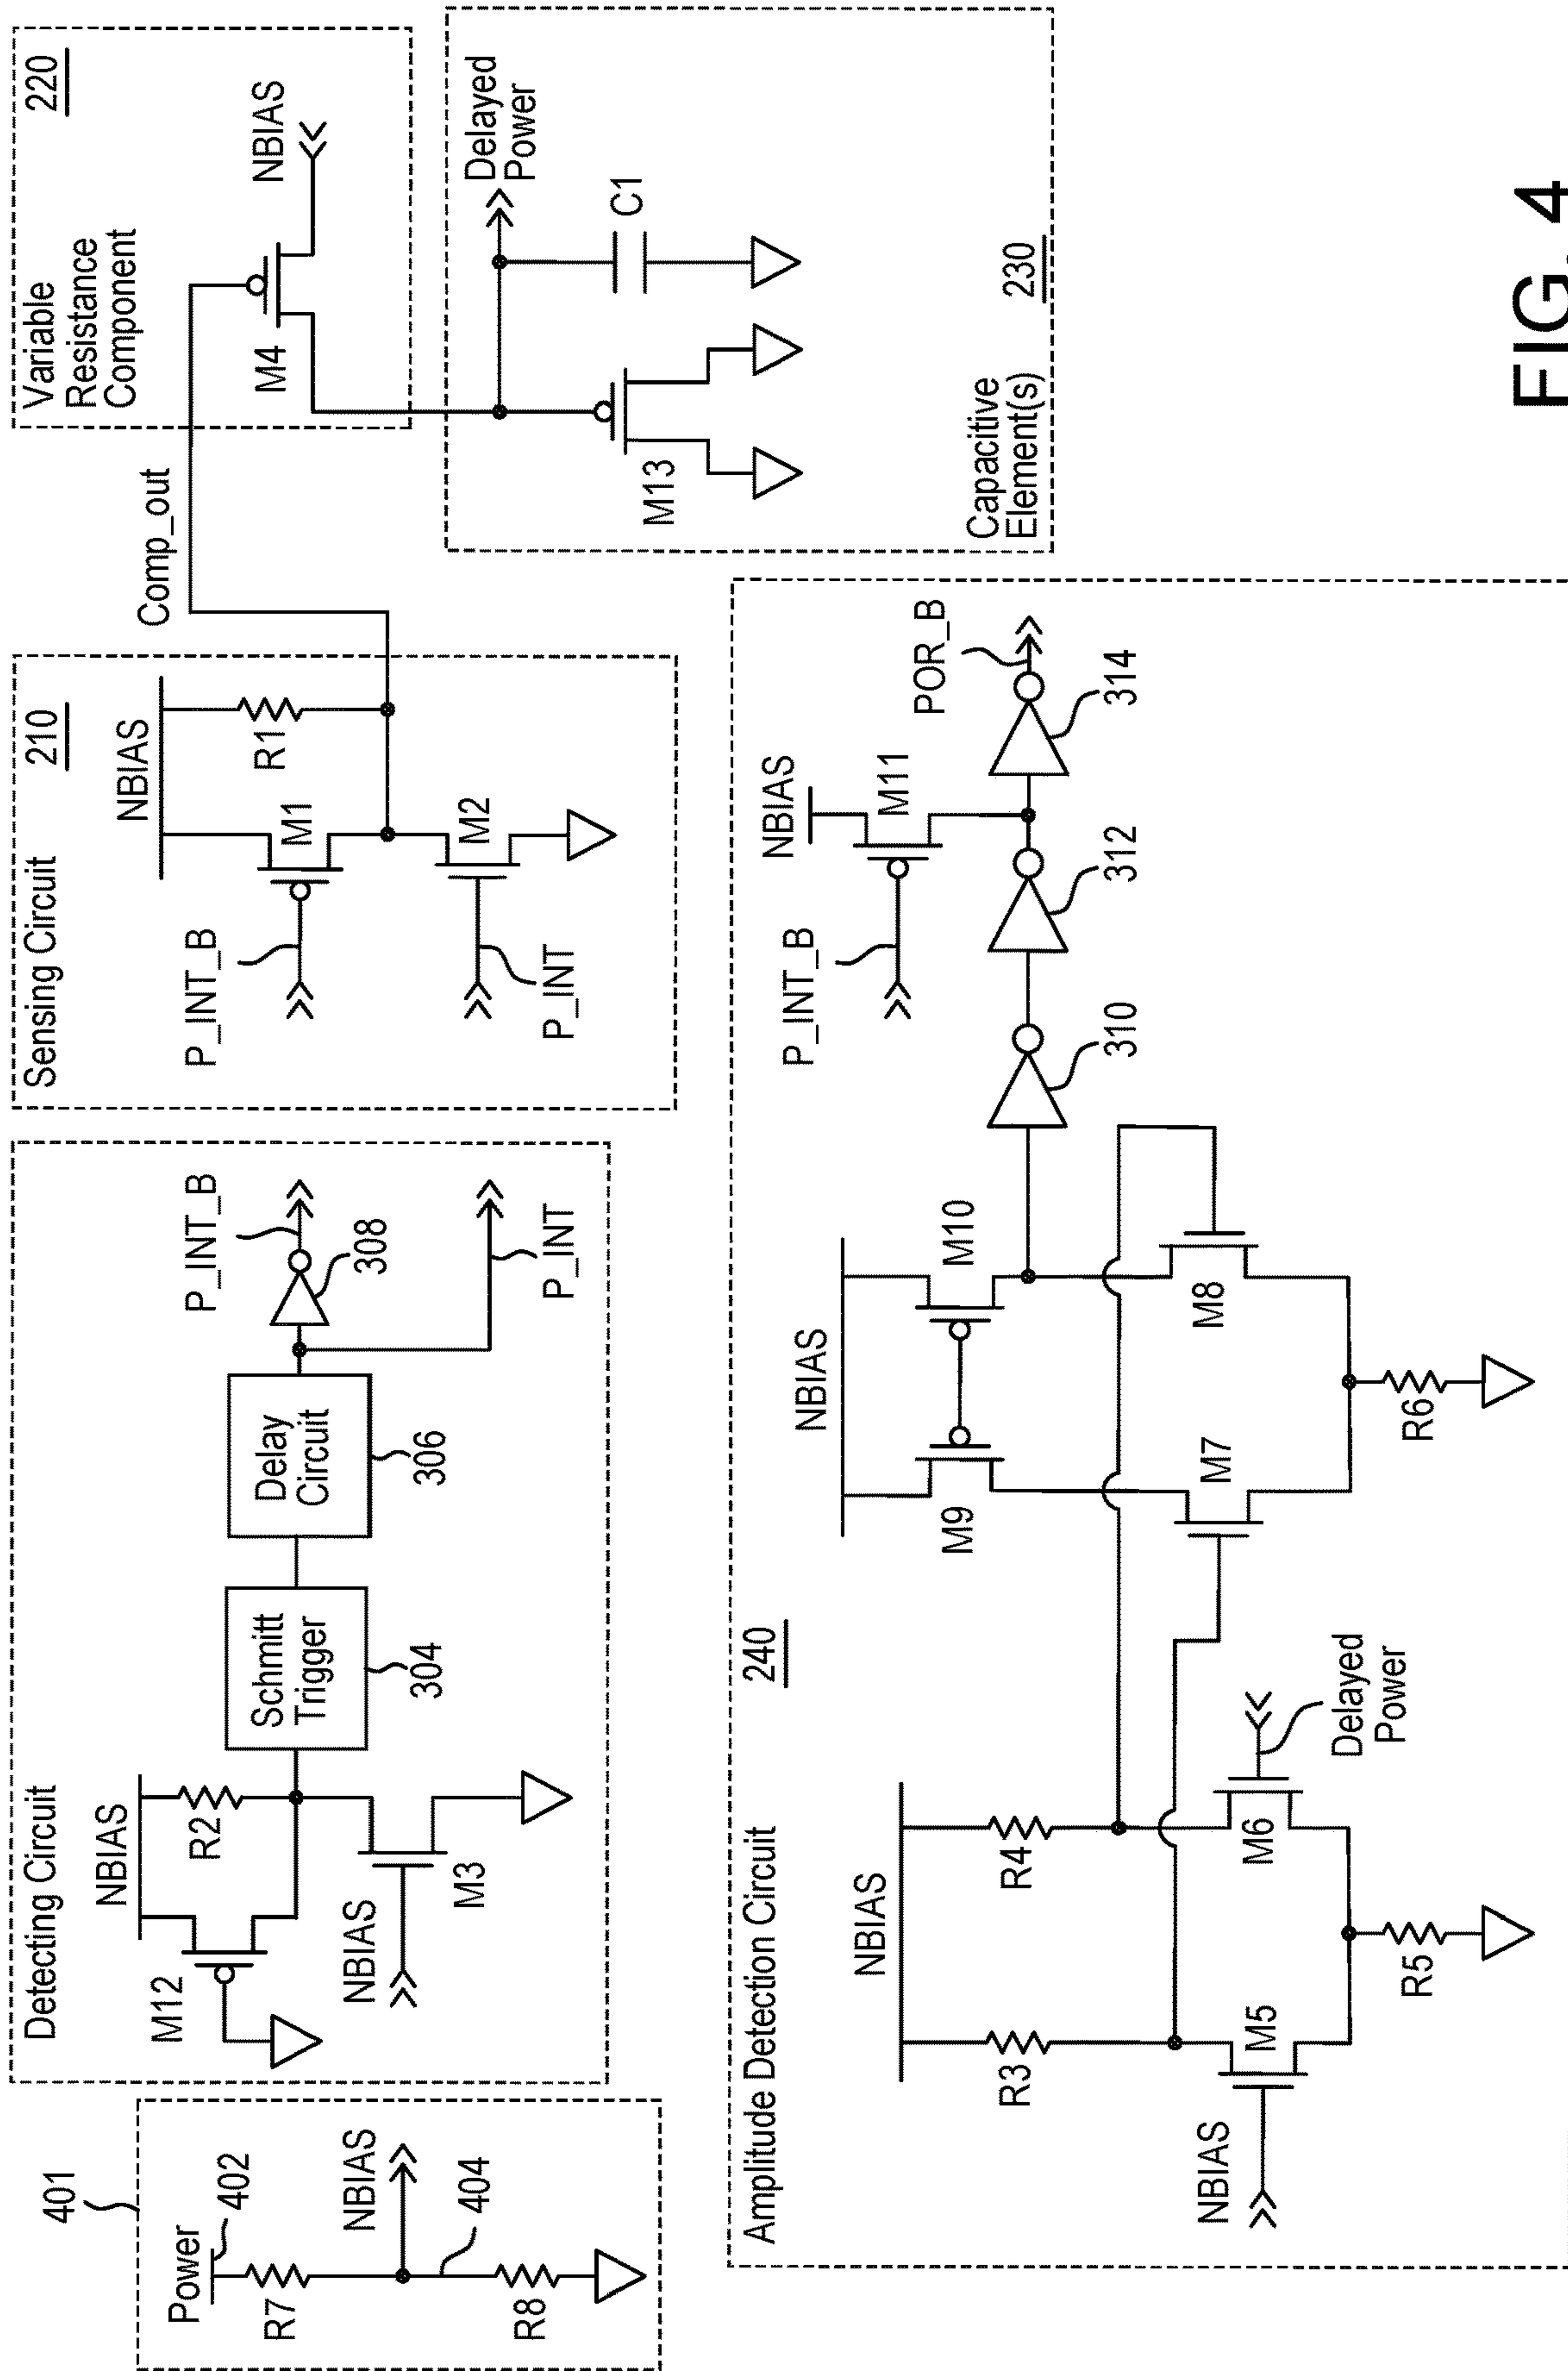 401
Power
402
R7
NBIAS
404
R8
Detecting Circuit
NBIAS
M12
R2
NBIAS
M3
Schmitt
Trigger
304
Delay
Circuit
306
P_INT_B
308
P_INT
Sensing Circuit
210
NBIAS
P_INT_B
M1
R1
M2
P_INT
Comp_out
Variable
Resistance
Component
220
M4
NBIAS
Delayed
Power
M13
C1
Capacitive
Element(s)
230
Amplitude Detection Circuit
240
NBIAS
R3
R4
NBIAS
M5
M6
Delayed
Power
R5
NBIAS
M9
M10
M7
M8
R6
310
312
P_INT_B
NBIAS
M11
POR_B
314
FIG. 4